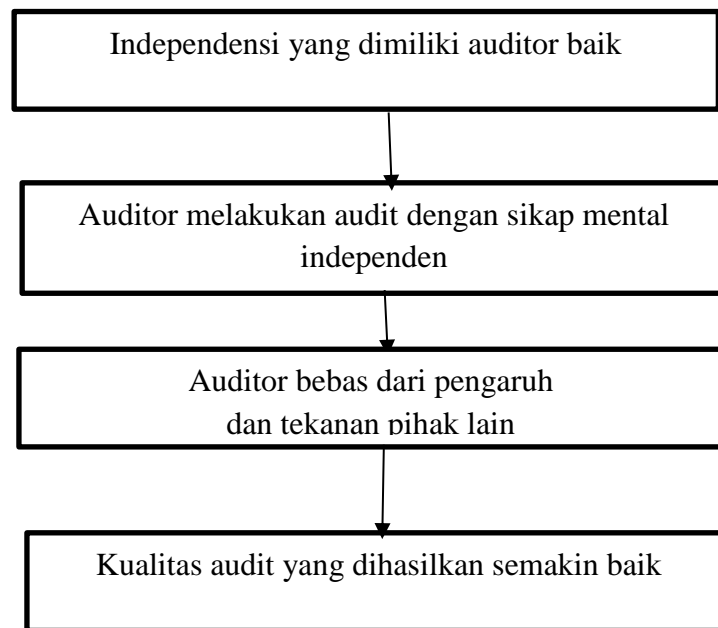 Independensi yang dimiliki auditor baik
Auditor melakukan audit dengan sikap mental
independen
Auditor bebas dari pengaruh
dan tekanan pihak lain
Kualitas audit yang dihasilkan semakin baik